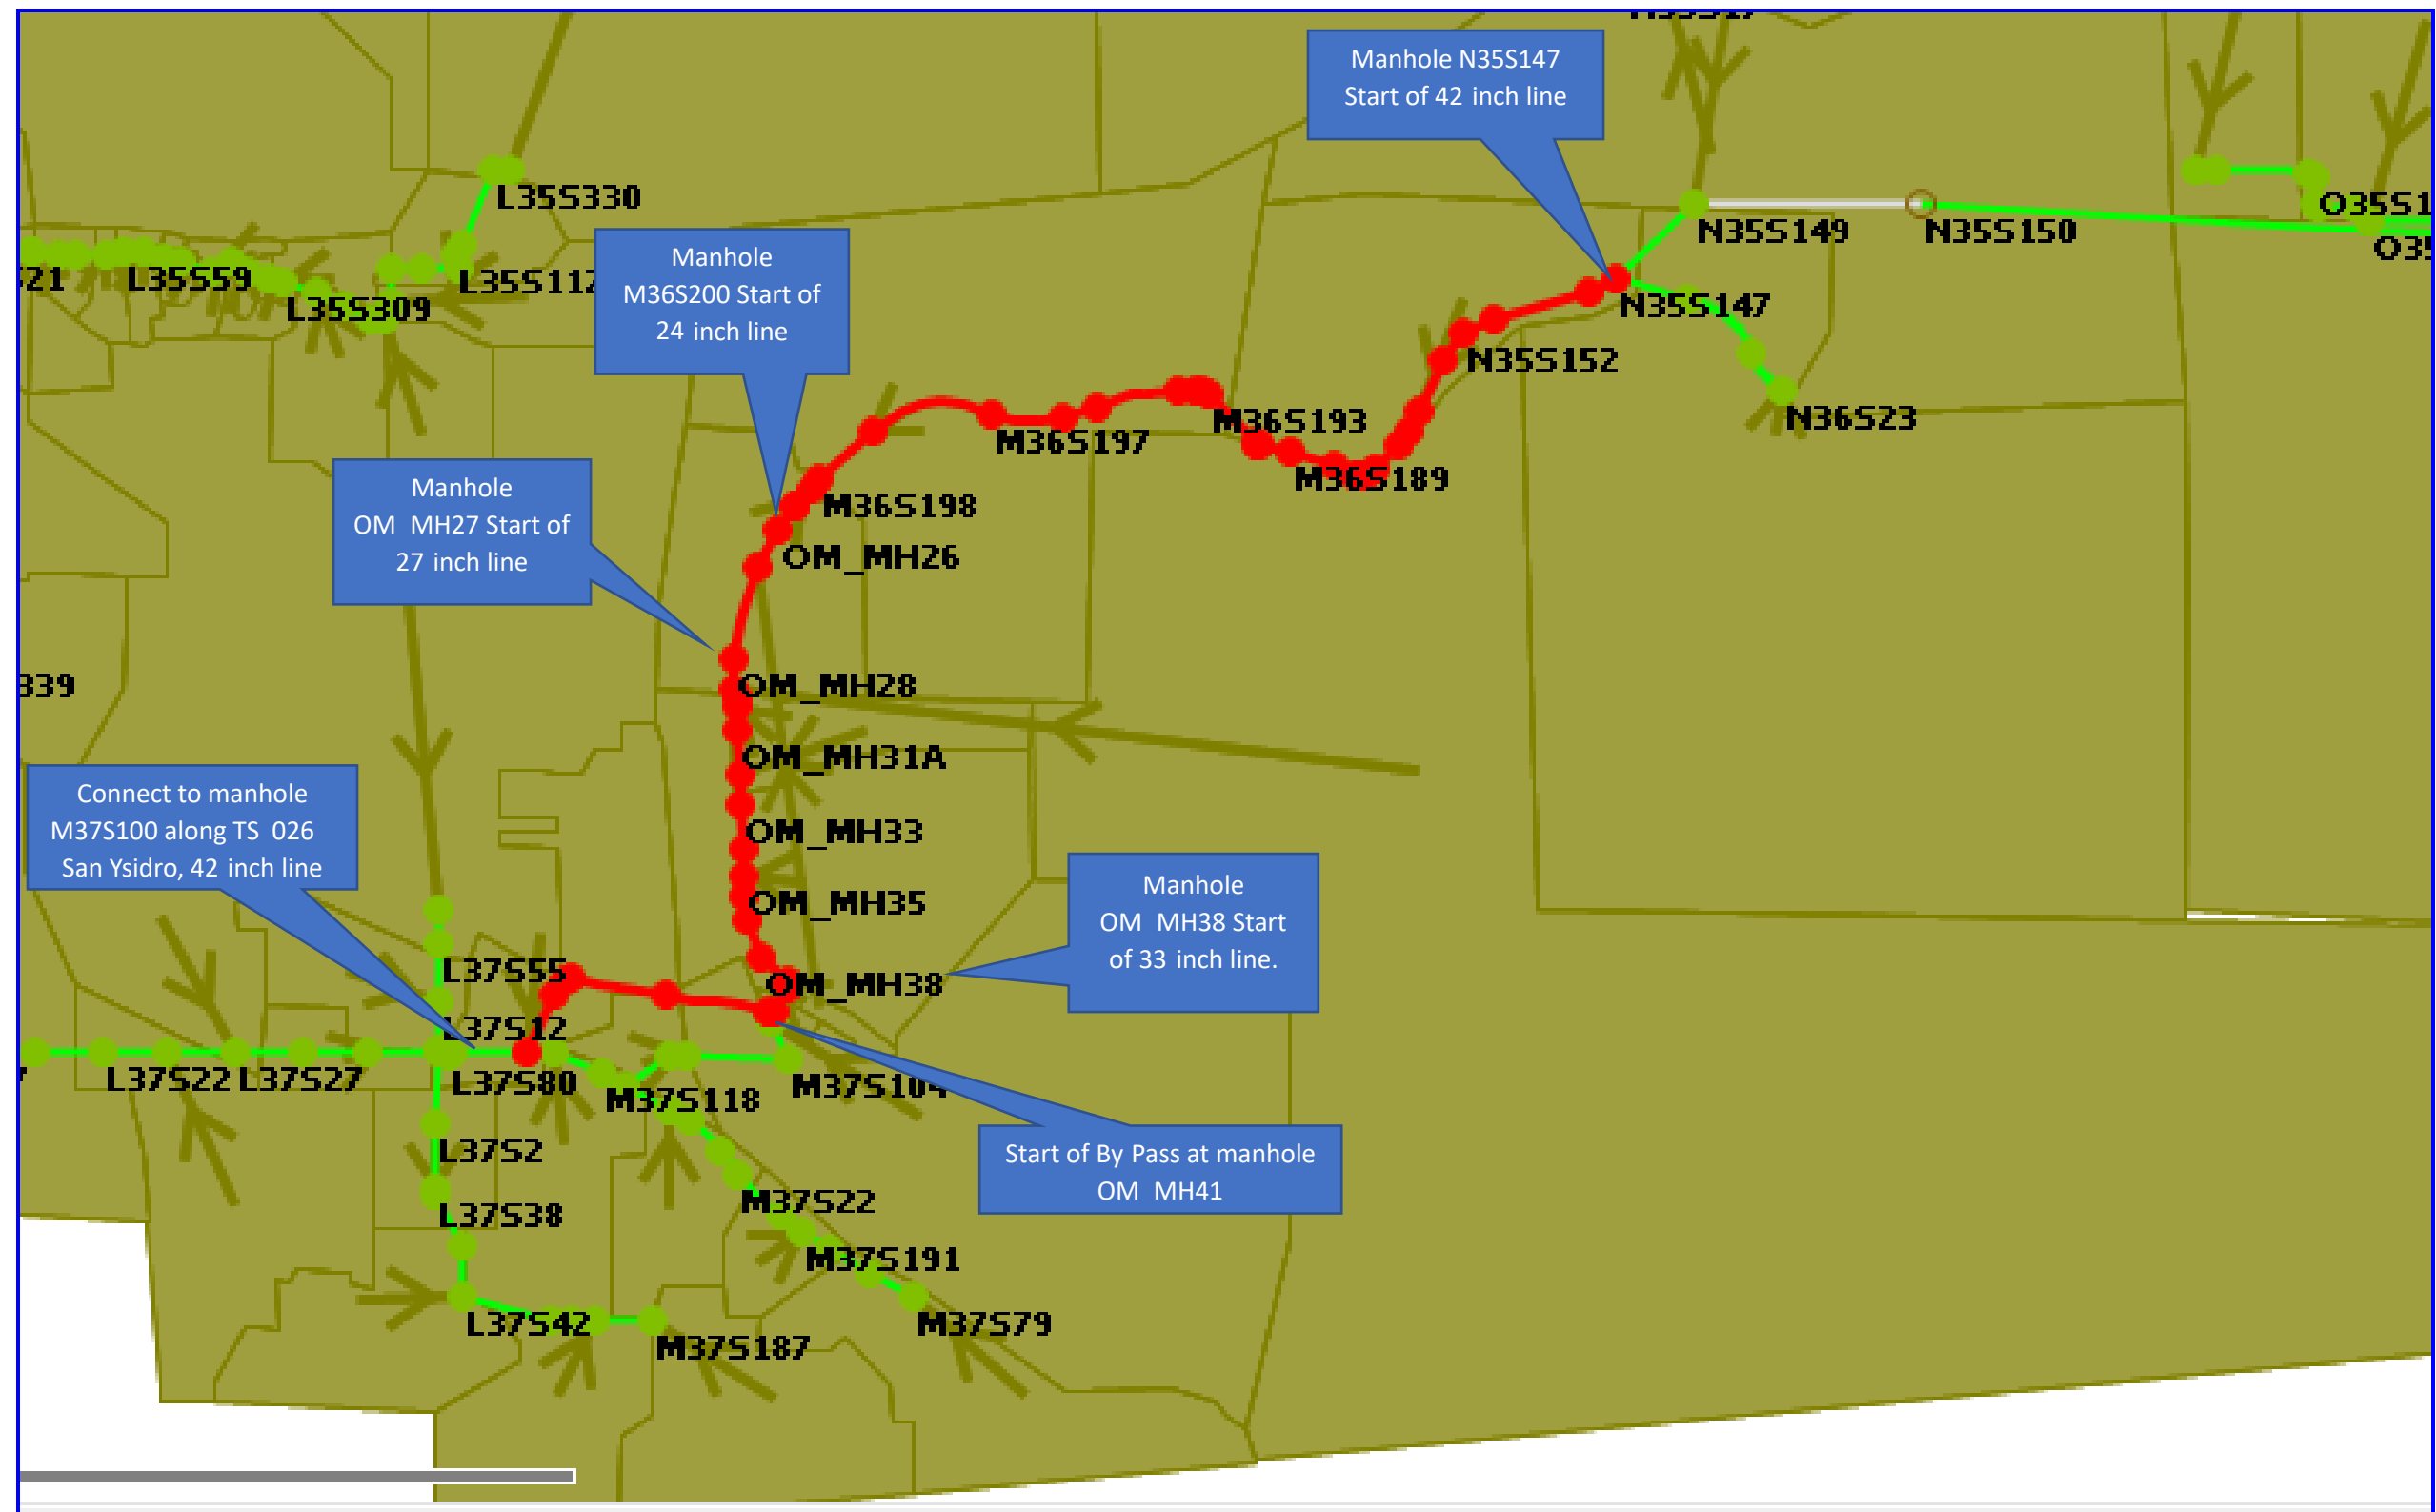 Manhole N35S147
Start of 42 inch line
L35S330
O35S1
N35S149
N35S150
Manhole
M36S200 Start of
24 inch line
L35S59
L35S112
L35S309
N35S147
N35S152
N36S23
M36S193
M36S197
M36S189
Manhole
OM MH27 Start of
27 inch line
M36S198
OM_MH26
OM_MH28
339
OM_MH31A
Connect to manhole
M37S100 along TS 026
San Ysidro, 42 inch line
OM_MH33
OM_MH35
Manhole
OM MH38 Start
of 33 inch line.
L37S55
OM_MH38
L37S12
L37S22
L37S27
L37S80
M37S118
M37S104
L37S2
Start of By Pass at manhole
OM MH41
M37S22
L37S38
M37S191
L37S42
M37S187
M37S79